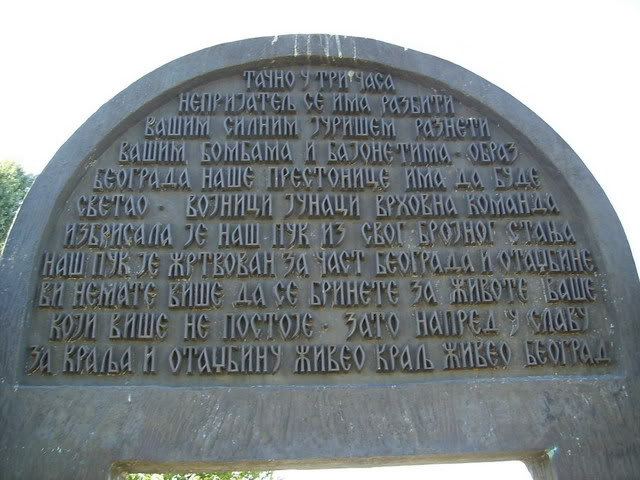 ТАЧНО У ТРИ ЧАСА
НЕПРИЈАТЕЉ СЕ ИМА РАЗБИТИ
ВАШИМ СИЛНИМ ЈУРИШЕМ РАЗНЕТИ
ВАШИМ БОМБАМА И БАЈОНЕТИМА · ОБРАЗ
БЕОГРАДА НАШЕ ПРЕСТОНИЦЕ ИМА ДА БУДЕ
СВЕТАО · ВОЈНИЦИ ЈУНАЦИ ВРХОВНА КОМАНДА
ИЗБРИСАЛА ЈЕ НАШ ПУК ИЗ СВОГ БРОЈНОГ СТАЊА
НАШ ПУК ЈЕ ЖРТВОВАН ЗА ЧАСТ БЕОГРАДА И ОТАЏБИНЕ
ВИ НЕМАТЕ ВИШЕ ДА СЕ БРИНЕТЕ ЗА ЖИВОТЕ ВАШЕ
КОЈИ ВИШЕ НЕ ПОСТОЈЕ · ЗАТО НАПРЕД У СЛАВУ
ЗА КРАЉА И ОТАЏБИНУ ЖИВЕО КРАЉ ЖИВЕО БЕОГРАД